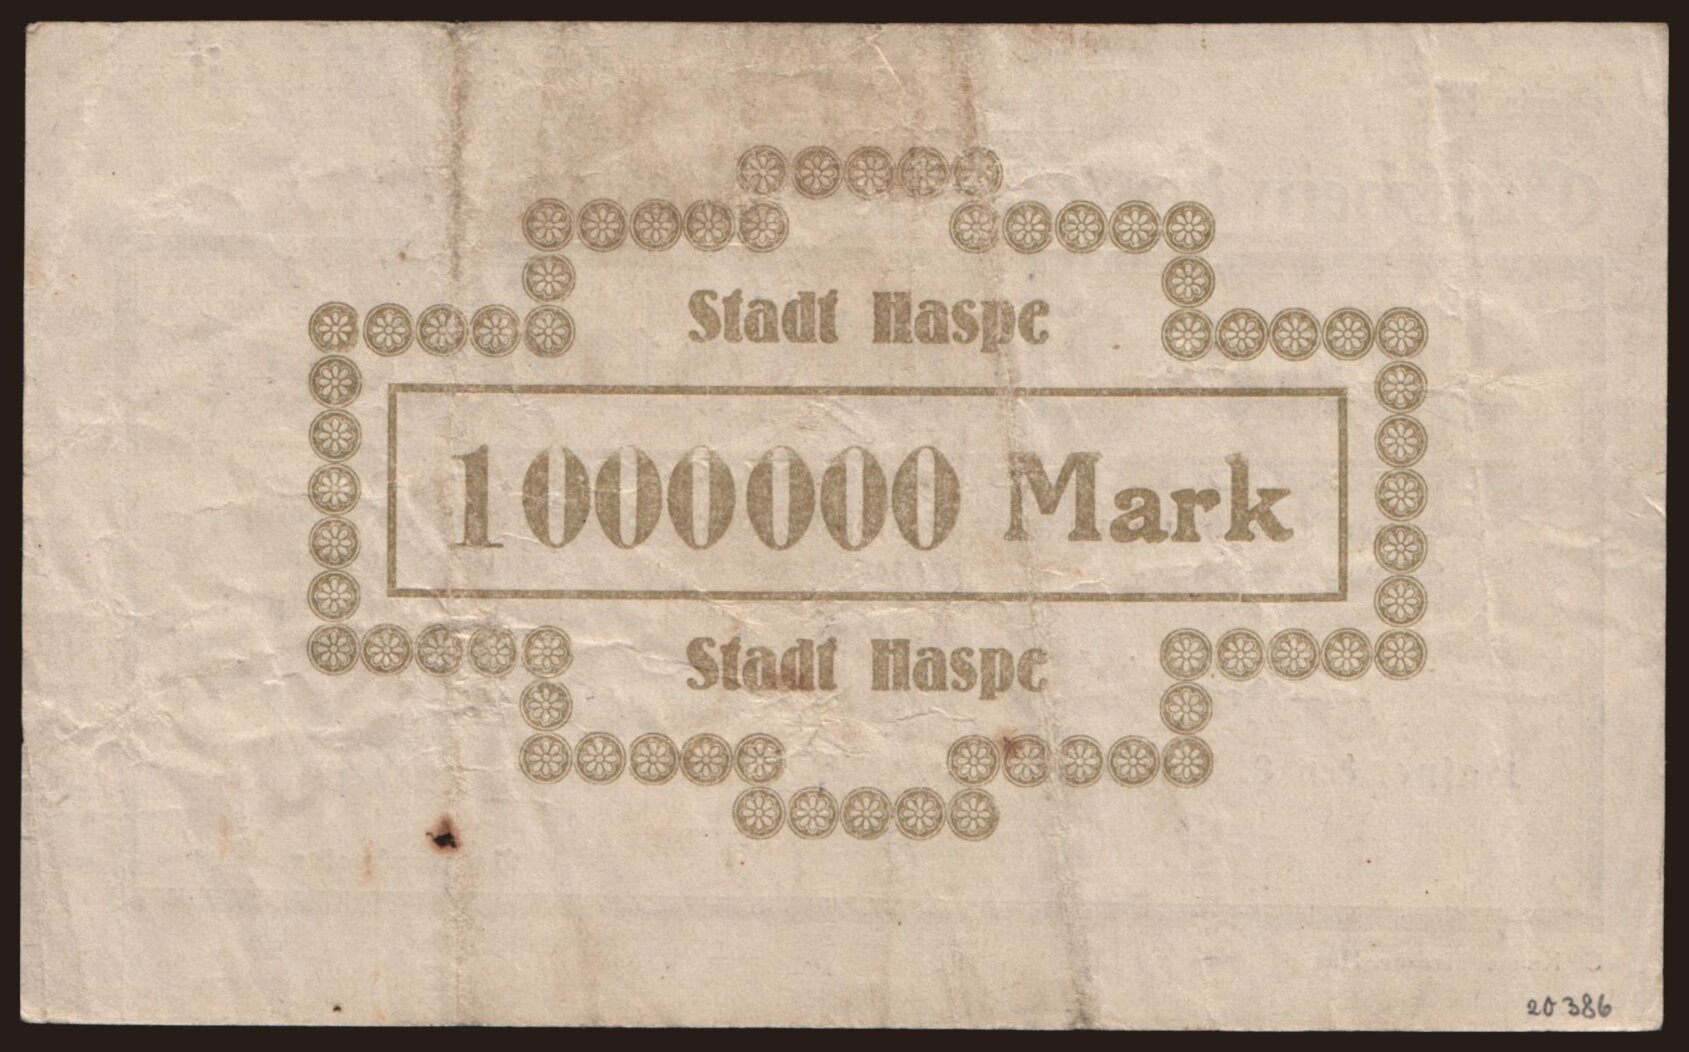 Stadt Haspe
1000000 Mark
Stadt Haspe
20386